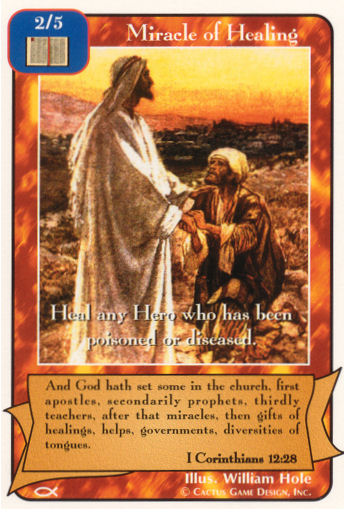 2/5
Miracle of Healing
Heal any Hero who has been
poisoned or diseased.
And God hath set some in the church, first
apostles, secondarily prophets, thirdly
teachers, after that miracles, then gifts of
healings, helps, governments, diversities of
tongues.
I Corinthians 12:28
Illus. William Hole
© Cactus Game Design, Inc.